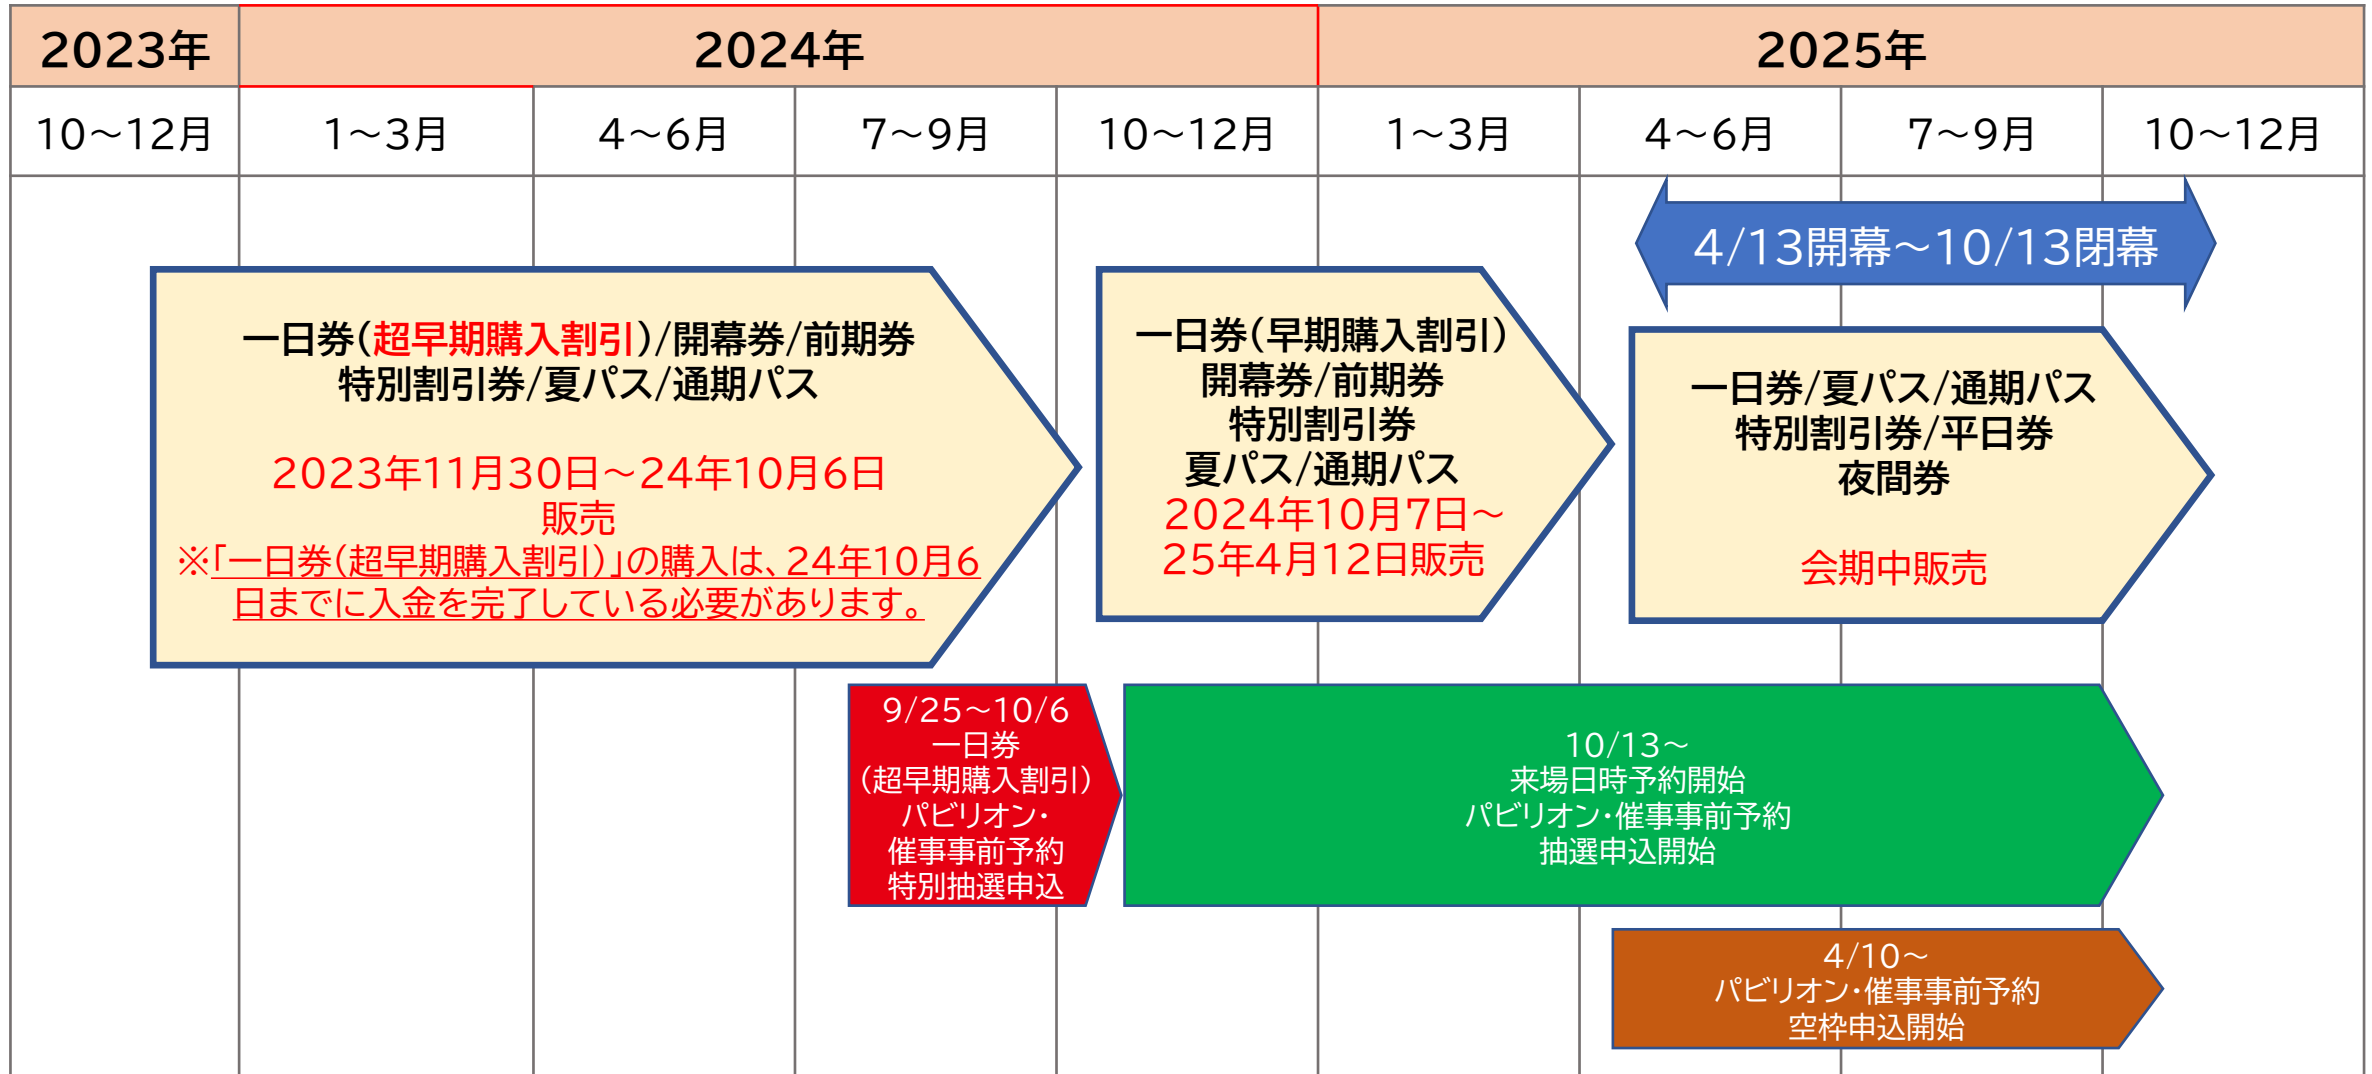 2023年
2024年
2025年
10～12月
1～3月
4～6月
7～9月
10～12月
1～3月
4～6月
7～9月
10～12月
4/13開幕～10/13閉幕
一日券(超早期購入割引)/開幕券/前期券
特別割引券/夏パス/通期パス
2023年11月30日～24年10月6日
販売
※「一日券(超早期購入割引)」の購入は、24年10月6
日までに入金を完了している必要があります。
一日券(早期購入割引)
開幕券/前期券
特別割引券
夏パス/通期パス
2024年10月7日～
25年4月12日販売
一日券/夏パス/通期パス
特別割引券/平日券
夜間券
会期中販売
9/25～10/6
一日券
(超早期購入割引)
パビリオン・
催事事前予約
特別抽選申込
10/13～
来場日時予約開始
パビリオン・催事事前予約
抽選申込開始
4/10～
パビリオン・催事事前予約
空枠申込開始